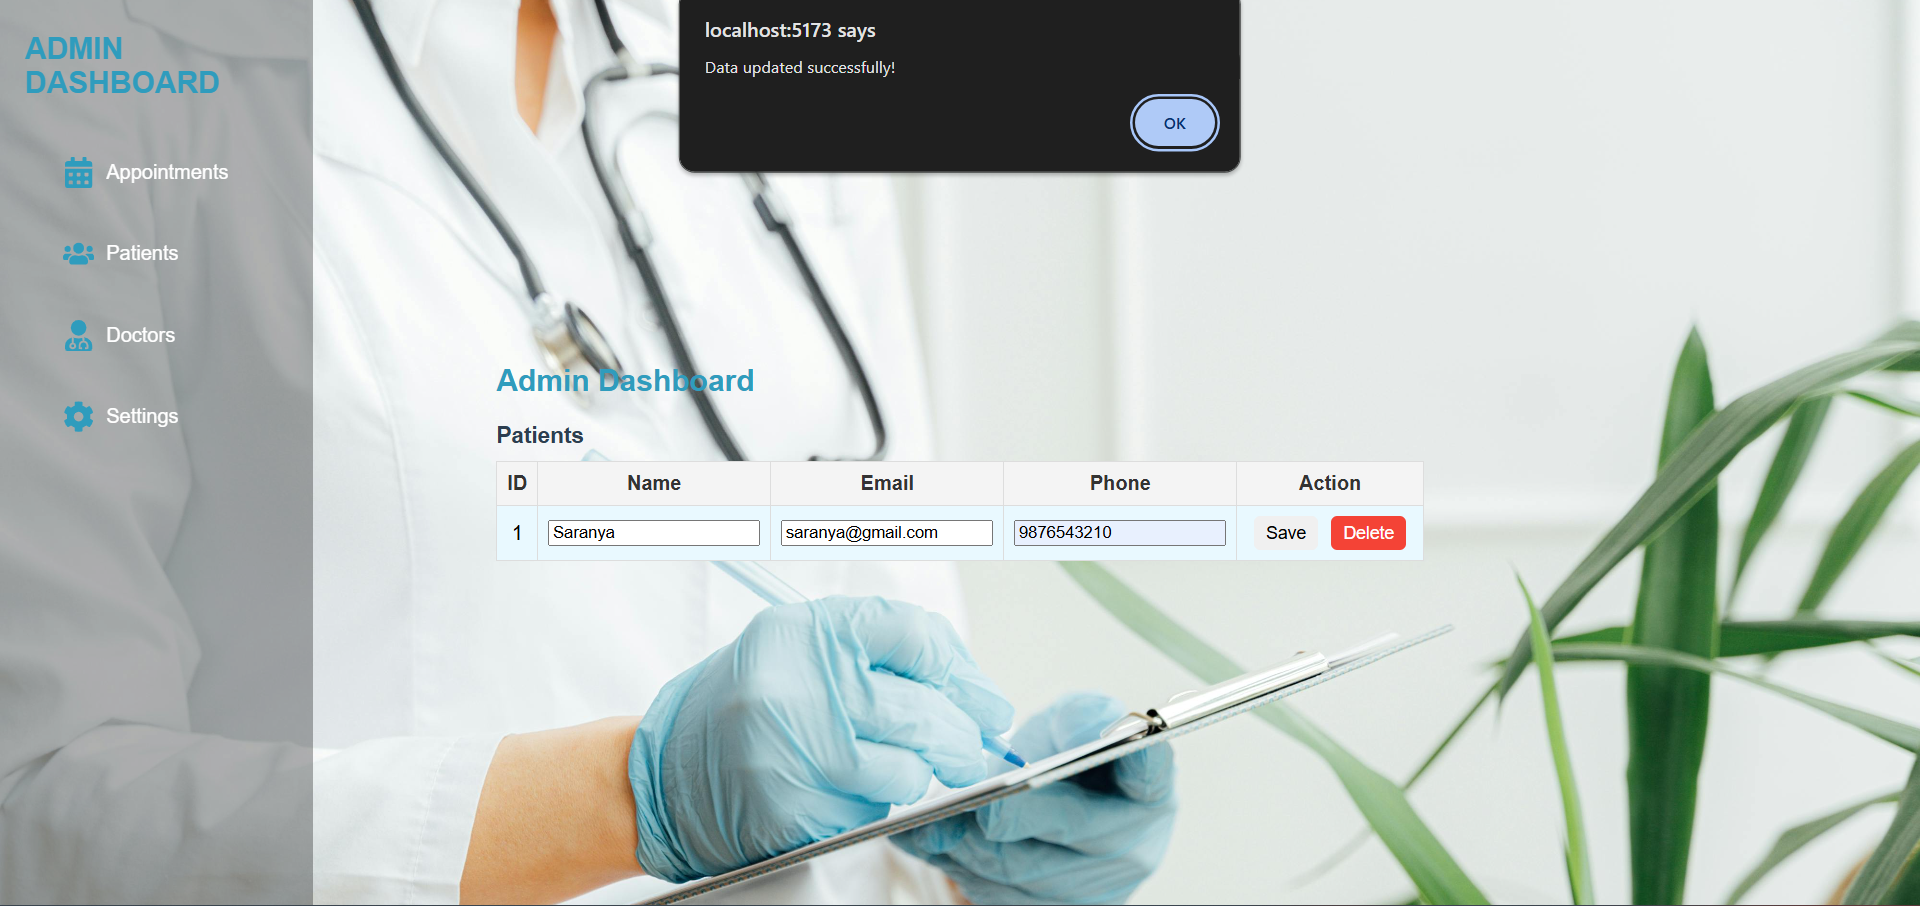 ADMIN
DASHBOARD
Appointments
Patients
Doctors
Settings
localhost:5173 says
Data updated successfully!
OK
Admin Dashboard
Patients
ID Name Email Phone Action
1 Saranya saranya@gmail.com 9876543210 Save Delete